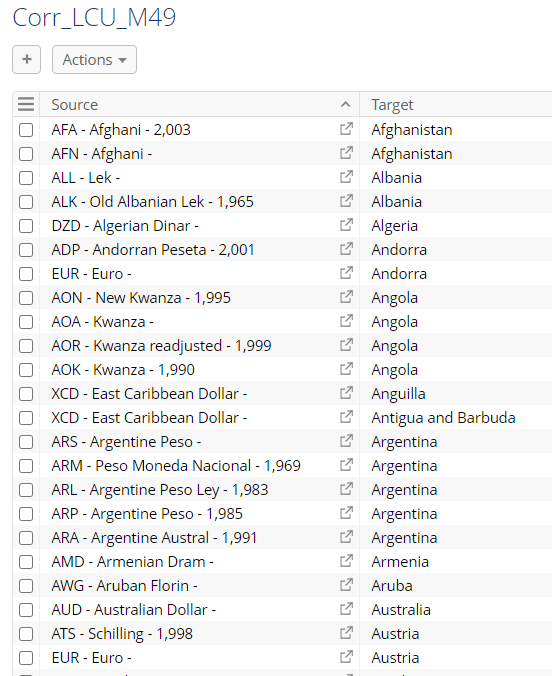 Corr_LCU_M49
+ Actions
Source Target
AFA - Afghani - 2,003 Afghanistan
AFN - Afghani - Afghanistan
ALL - Lek - Albania
ALK - Old Albanian Lek - 1,965 Albania
DZD - Algerian Dinar - Algeria
ADP - Andorran Peseta - 2,001 Andorra
EUR - Euro - Andorra
AON - New Kwanza - 1,995 Angola
AOA - Kwanza - Angola
AOR - Kwanza readjusted - 1,999 Angola
AOK - Kwanza - 1,990 Angola
XCD - East Caribbean Dollar - Anguilla
XCD - East Caribbean Dollar - Antigua and Barbuda
ARS - Argentine Peso - Argentina
ARM - Peso Moneda Nacional - 1,969 Argentina
ARL - Argentine Peso Ley - 1,983 Argentina
ARP - Argentine Peso - 1,985 Argentina
ARA - Argentine Austral - 1,991 Argentina
AMD - Armenian Dram - Armenia
AWG - Aruban Florin - Aruba
AUD - Australian Dollar - Australia
ATS - Schilling - 1,998 Austria
EUR - Euro - Austria